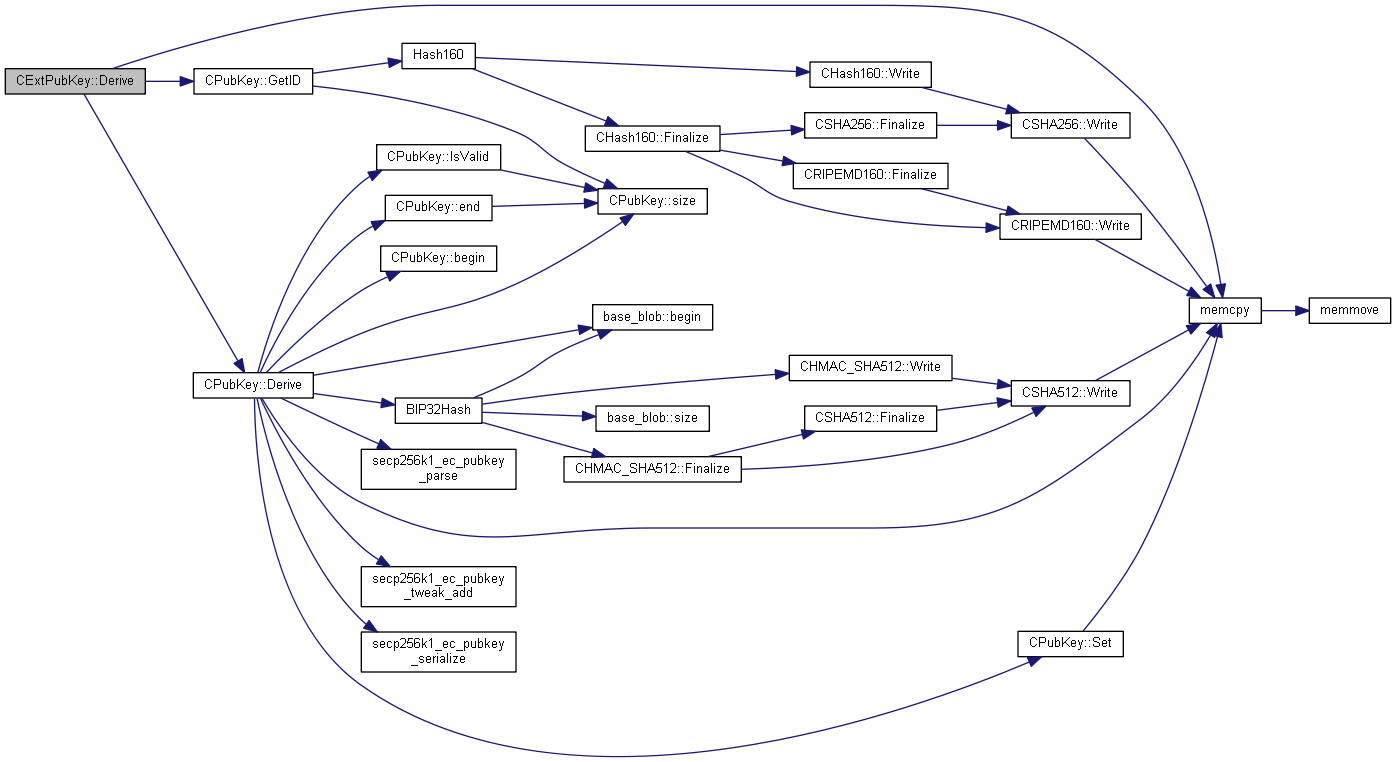 CExtPubKey::Derive
CPubKey::GetID
Hash160
CHash160::Write
CHash160::Finalize
CSHA256::Finalize
CSHA256::Write
CPubKey::IsValid
CRIPEMD160::Finalize
CPubKey::end
CPubKey::size
CRIPEMD160::Write
CPubKey::begin
base_blob::begin
memcpy
memmove
CPubKey::Derive
CHMAC_SHA512::Write
CSHA512::Write
BIP32Hash
base_blob::size
CSHA512::Finalize
secp256k1_ec_pubkey
_parse
CHMAC_SHA512::Finalize
secp256k1_ec_pubkey
_tweak_add
secp256k1_ec_pubkey
_serialize
CPubKey::Set